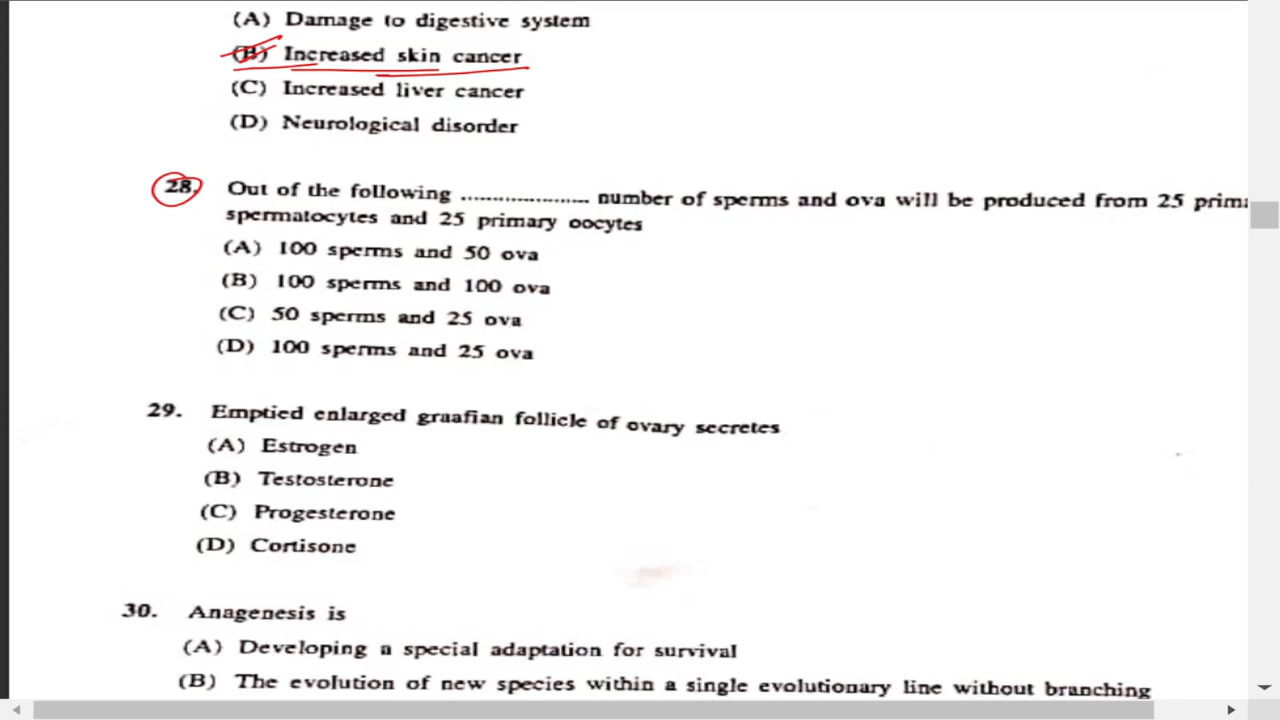 (A) Damage to digestive system
(B) Increased skin cancer
(C) Increased liver cancer
(D) Neurological disorder
28. Out of the following ...................... number of sperms and ova will be produced from 25
spermatocytes and 25 primary oocytes
(A) 100 sperms and 50 ova
(B) 100 sperms and 100 ova
(C) 50 sperms and 25 ova
(D) 100 sperms and 25 ova
29. Emptied enlarged graafian follicle of ovary secretes
(A) Estrogen
(B) Testosterone
(C) Progesterone
(D) Cortisone
30. Anagenesis is
(A) Developing a special adaptation for survival
(B) The evolution of new species within a single evolutionary line without branching